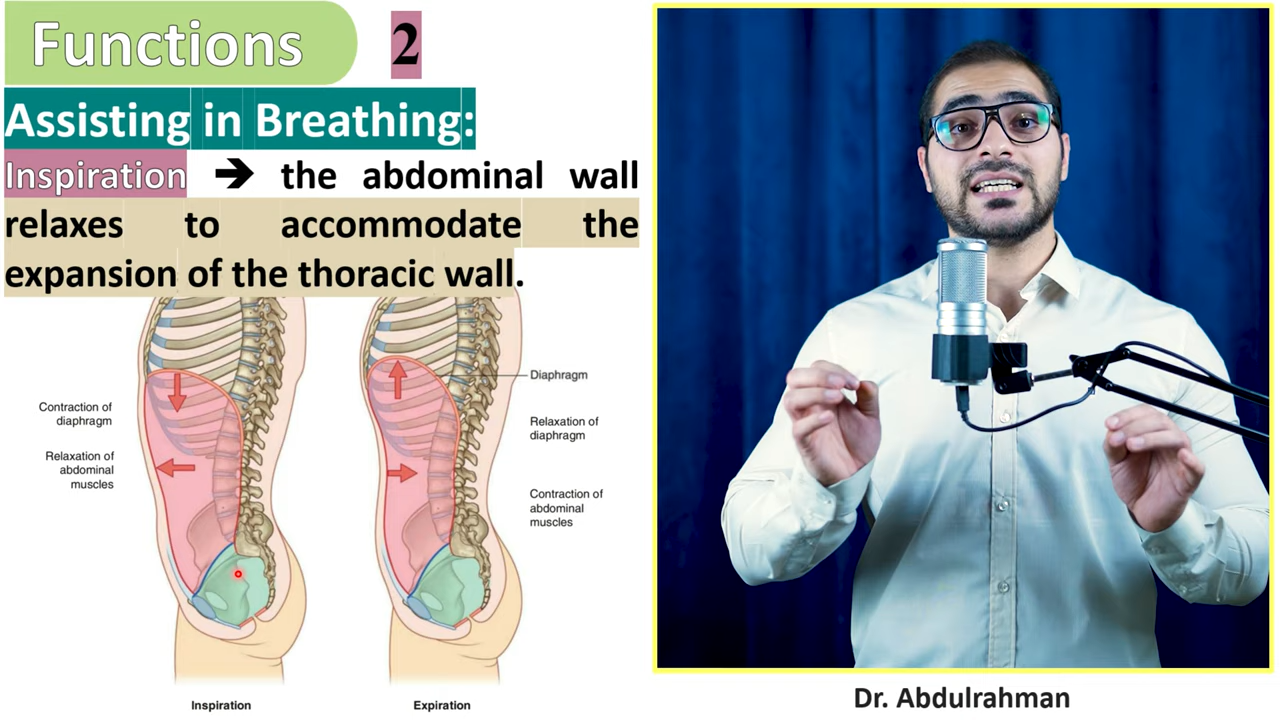 Functions
2
Assisting in Breathing:
Inspiration ➔ the abdominal wall
relaxes to accommodate the
expansion of the thoracic wall.
Contraction of
diaphragm
Relaxation of
abdominal
muscles
Diaphragm
Relaxation of
diaphragm
Contraction of
abdominal
muscles
Inspiration
Expiration
Dr. Abdulrahman